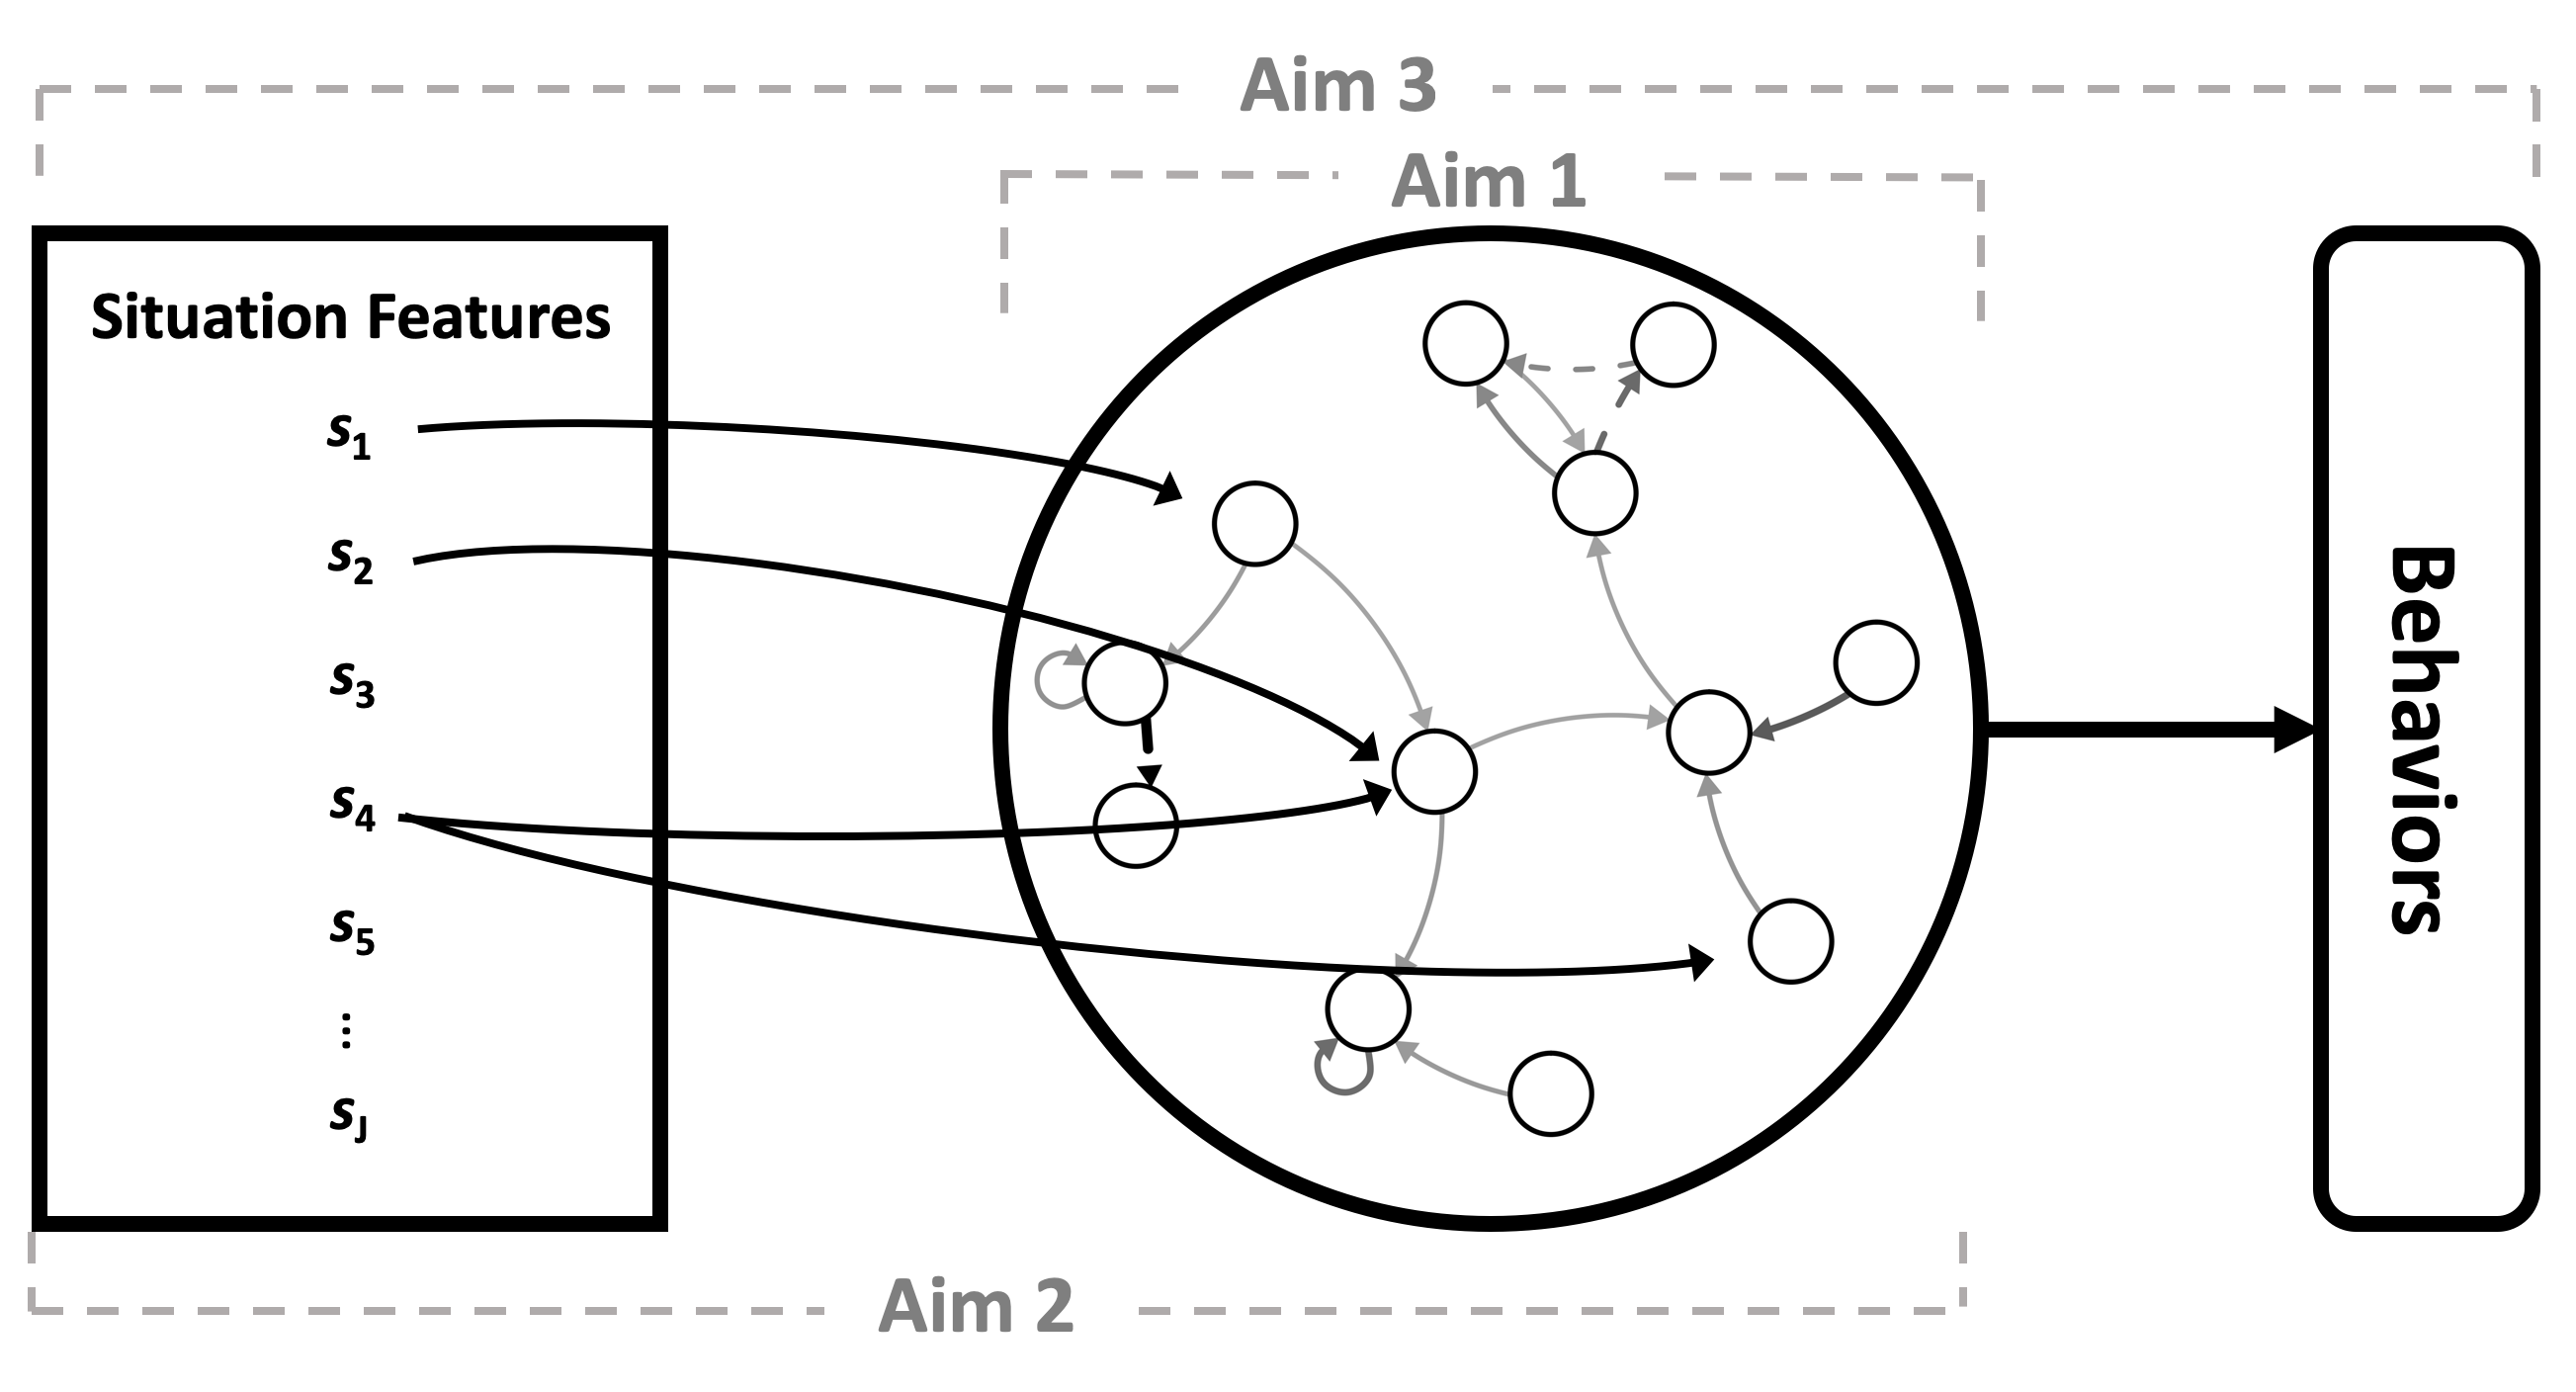 Aim 3
Aim 1
Situation Features
s1
s2
s3
s4
s5
⋮
sJ
Behaviors
Aim 2